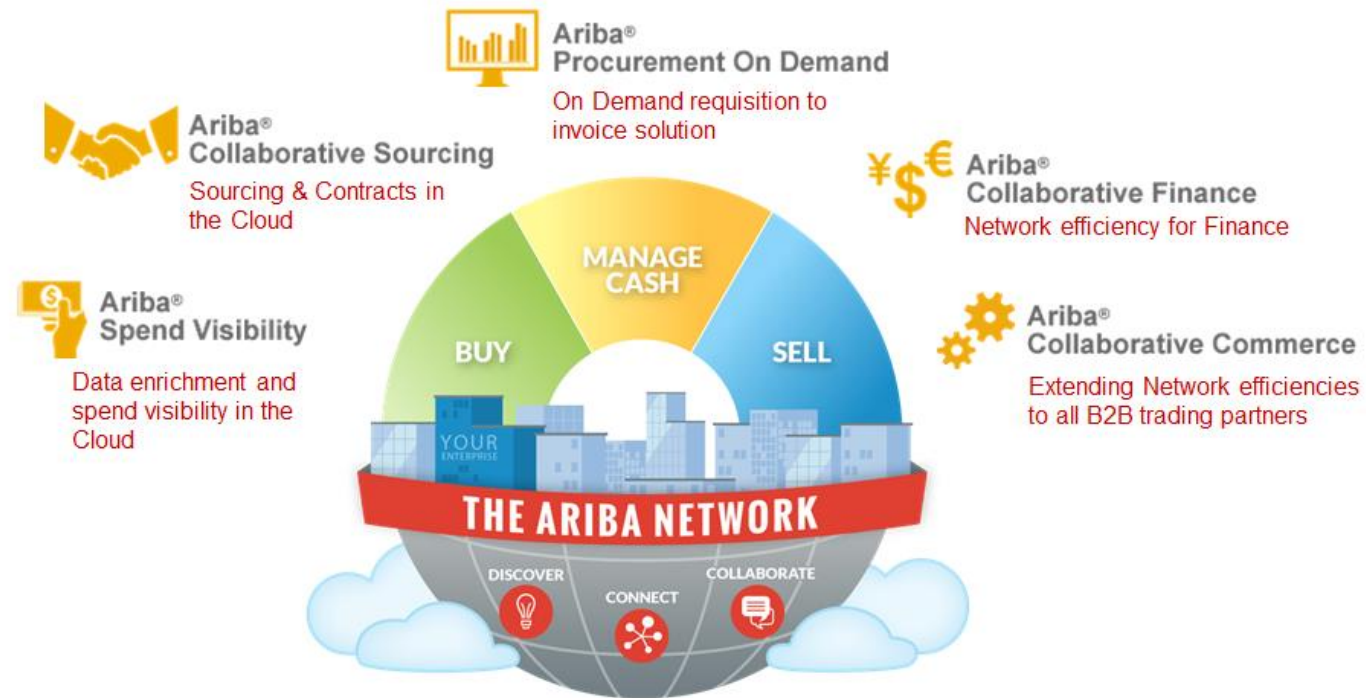 Ariba®
Procurement On Demand
On Demand requisition to
invoice solution
Ariba®
Collaborative Sourcing
Sourcing & Contracts in
the Cloud
Ariba®
Collaborative Finance
Network efficiency for Finance
Ariba®
Spend Visibility
Data enrichment and
spend visibility in the
Cloud
Ariba®
Collaborative Commerce
Extending Network efficiencies
to all B2B trading partners
¥$€
$
MANAGE
CASH
BUY
SELL
YOUR
ENTERPRISE
THE ARIBA NETWORK
DISCOVER
CONNECT
COLLABORATE